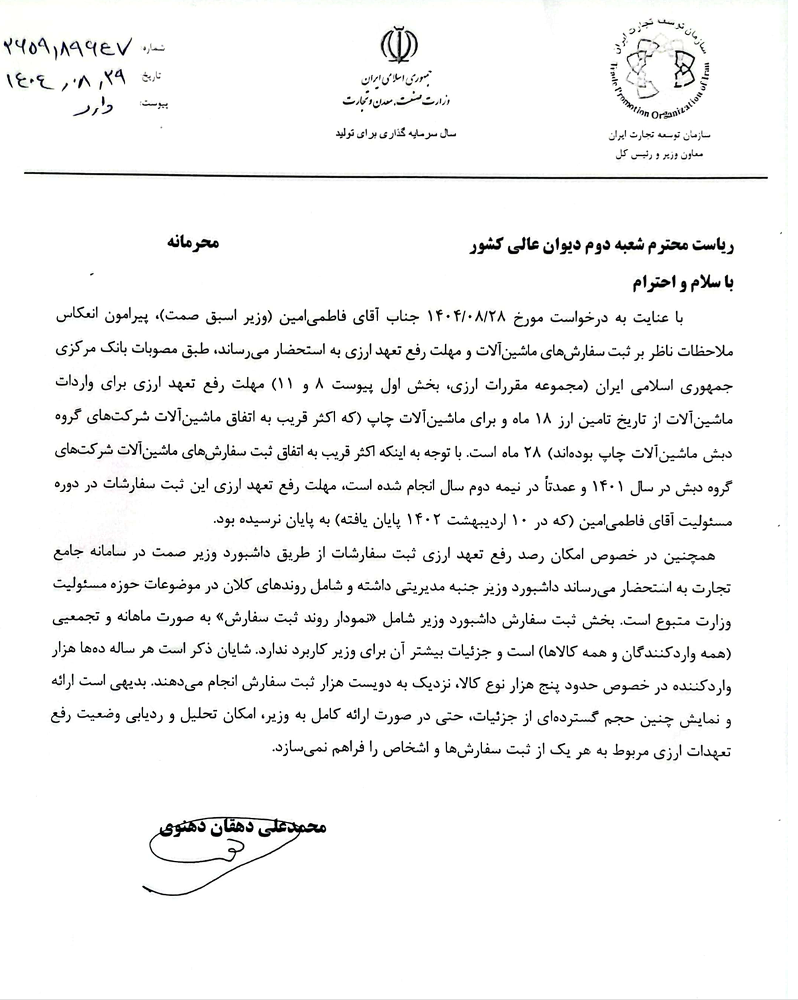 سازمان توسعه تجارت ایران
Trade Promotion Organization of Iran
سازمان توسعه تجارت ایران
معاون وزیر و رئیس کل
جمهوری اسلامی ایران
وزارت صنعت، معدن و تجارت
سال سرمایه گذاری برای تولید
شماره:
تاریخ ۱۴۰۴،۰۸،۲۹
پیوست: دارد
ریاست محترم شعبه دوم دیوان عالی کشور
محرمانه
با سلام و احترام
با عنایت به درخواست مورخ ۱۴۰۴/۰۸/۲۸ جناب آقای فاطمی‌امین (وزیر اسبق صمت)، پیرامون انعکاس
ملاحظات ناظر بر ثبت سفارش‌های ماشین‌آلات و مهلت رفع تعهد ارزی به استحضار می‌رساند، طبق مصوبات بانک مرکزی
جمهوری اسلامی ایران (مجموعه مقررات ارزی، بخش اول پیوست ۸ و ۱۱) مهلت رفع تعهد ارزی برای واردات
ماشین‌آلات از تاریخ تامین ارز ۱۸ ماه و برای ماشین‌آلات چاپ (که اکثر قریب به اتفاق ماشین‌آلات شرکت‌های گروه
دبش ماشین‌آلات چاپ بوده‌اند) ۲۸ ماه است. با توجه به اینکه اکثر قریب به اتفاق ثبت سفارش‌های ماشین‌آلات شرکت‌های
گروه دبش در سال ۱۴۰۱ و عمدتاً در نیمه دوم سال انجام شده است، مهلت رفع تعهد ارزی این ثبت سفارشات در دوره
مسئولیت آقای فاطمی‌امین (که در ۱۰ اردیبهشت ۱۴۰۲ پایان یافته) به پایان نرسیده بود.
همچنین در خصوص امکان رصد رفع تعهد ارزی ثبت سفارشات از طریق داشبورد وزیر صمت در سامانه جامع
تجارت به استحضار می‌رساند داشبورد وزیر جنبه مدیریتی داشته و شامل روندهای کلان در موضوعات حوزه مسئولیت
وزارت متبوع است. بخش ثبت سفارش داشبورد وزیر شامل «نمودار روند ثبت سفارش» به صورت ماهانه و تجمعیی
(همه واردکنندگان و همه کالاها) است و جزئیات بیشتر آن برای وزیر کاربرد ندارد. شایان ذکر است هر ساله ده‌ها هزار
واردکننده در خصوص حدود پنج هزار نوع کالا، نزدیک به دویست هزار ثبت سفارش انجام می‌دهند. بدیهی است ارائه
و نمایش چنین حجم گسترده‌ای از جزئیات، حتی در صورت ارائه کامل به وزیر، امکان تحلیل و ردیابی وضعیت رفع
تعهدات ارزی مربوط به هر یک از ثبت سفارش‌ها و اشخاص را فراهم نمی‌سازد.
محمدعلی دهقان دهنوی